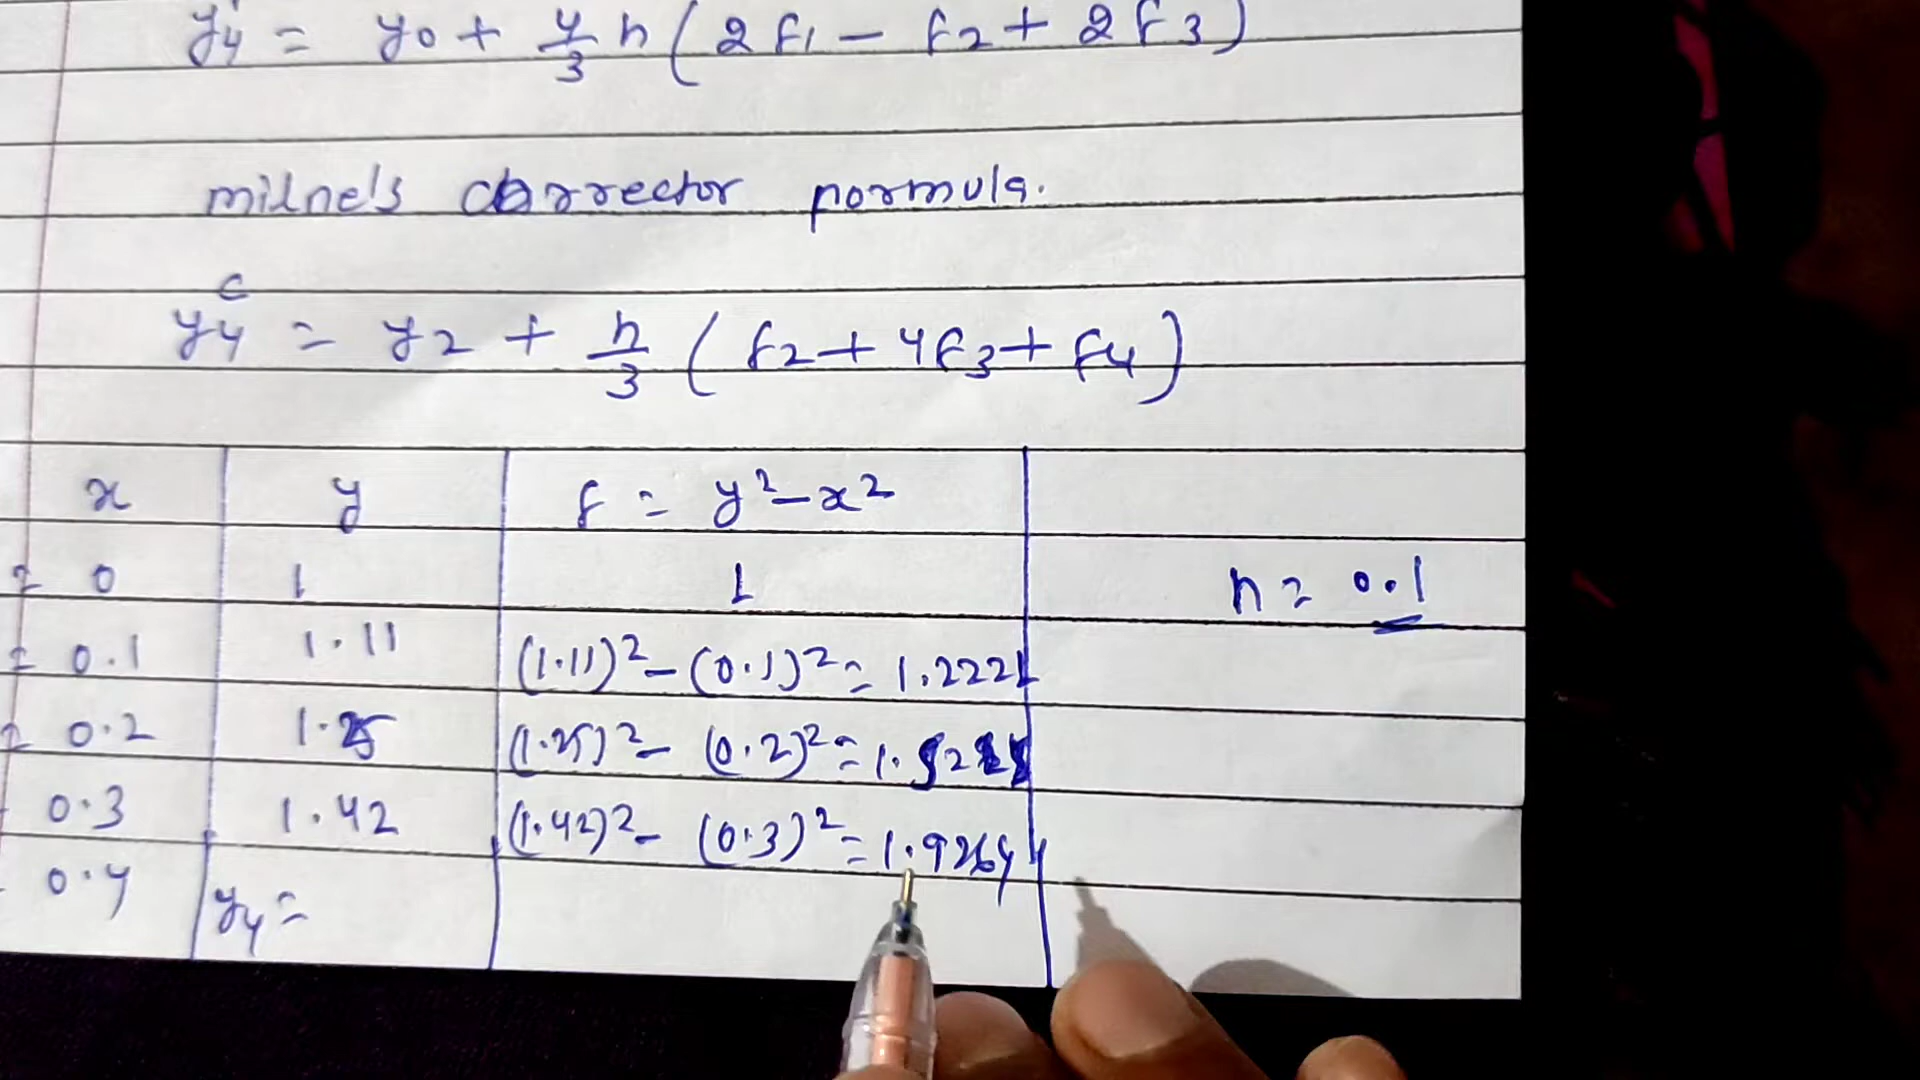 y4 = y0 + 4/3 h ( 2f1 - f2 + 2f3 )
milne's corrector formula.
y4^c = y2 + h/3 ( f2 + 4f3 + f4 )
x y f = y²-x²
= 0 1 1 h = 0.1
= 0.1 1.11 (1.11)² - (0.1)² = 1.2221
= 0.2 1.25 (1.25)² - (0.2)² =
0.3 1.42 (1.42)² - (0.3)² = 1.9264
0.4 y4 =